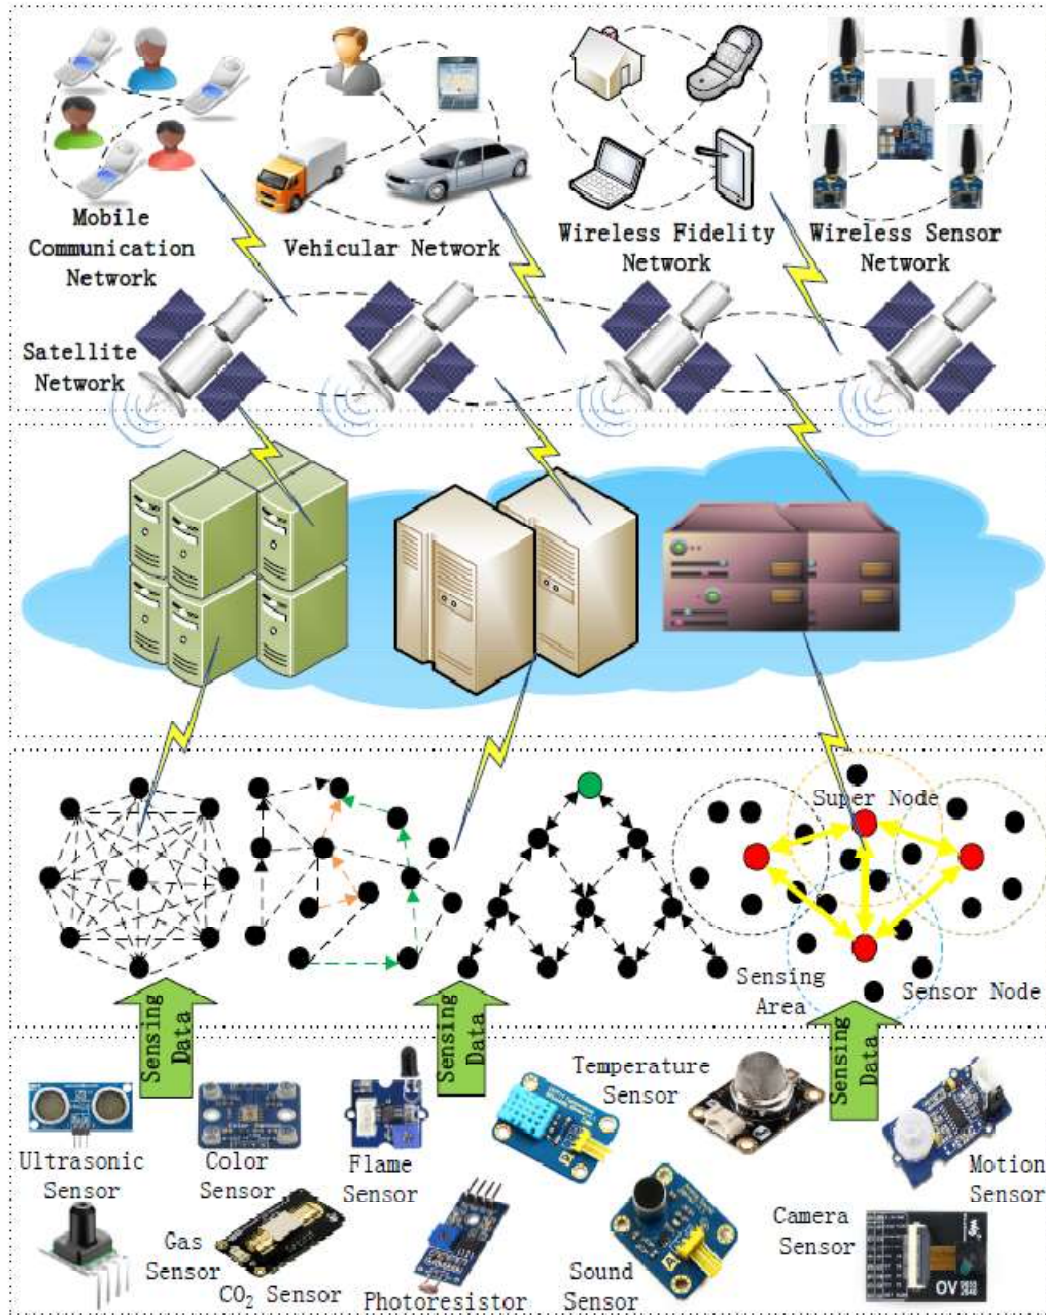 Mobile
Communication
Network
Vehicular Network
Wireless Fidelity
Network
Wireless Sensor
Network
Satellite
Network
Super Node
Sensing
Area
Sensor Node
Sensing
Data
Sensing
Data
Sensing
Data
Ultrasonic
Sensor
Color
Sensor
Flame
Sensor
Temperature
Sensor
Motion
Sensor
Gas
Sensor
CO₂ Sensor
Photoresistor
Sound
Sensor
Camera
Sensor
A
OV